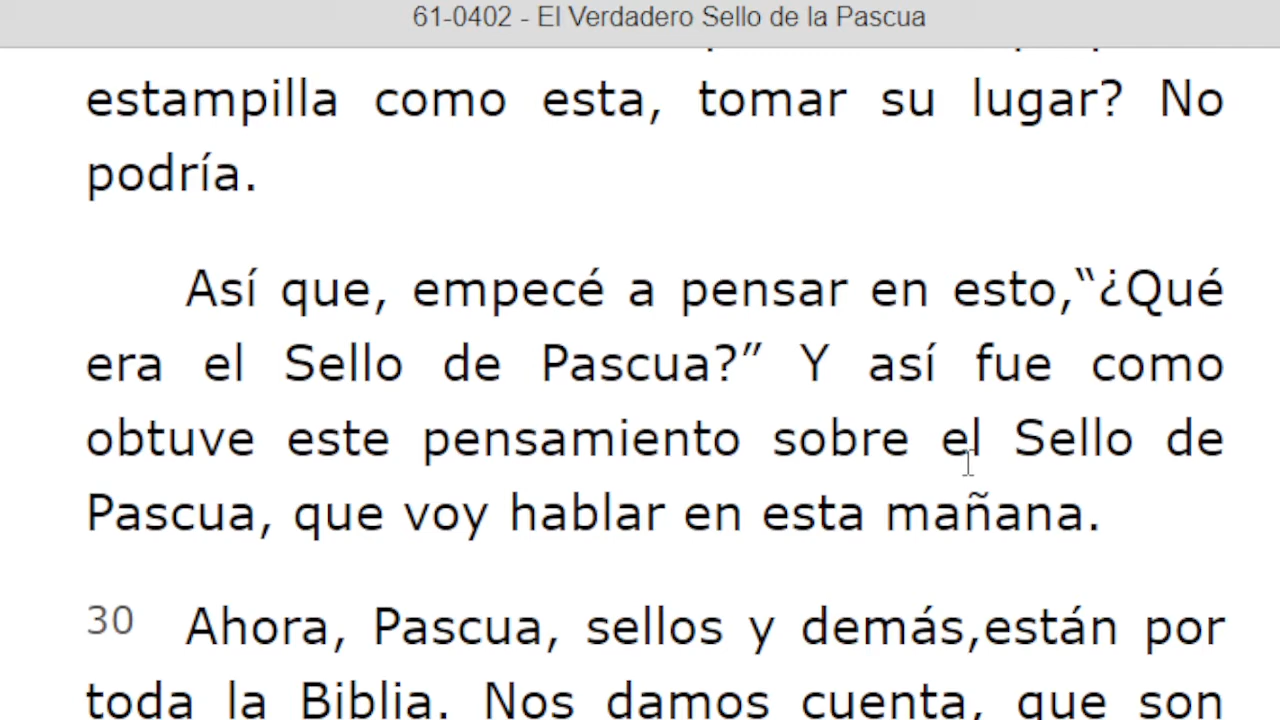 61-0402 - El Verdadero Sello de la Pascua
estampilla como esta, tomar su lugar? No
podría.
Así que, empecé a pensar en esto,“¿Qué
era el Sello de Pascua?” Y así fue como
obtuve este pensamiento sobre el Sello de
Pascua, que voy hablar en esta mañana.
30 Ahora, Pascua, sellos y demás,están por
toda la Biblia. Nos damos cuenta, que son